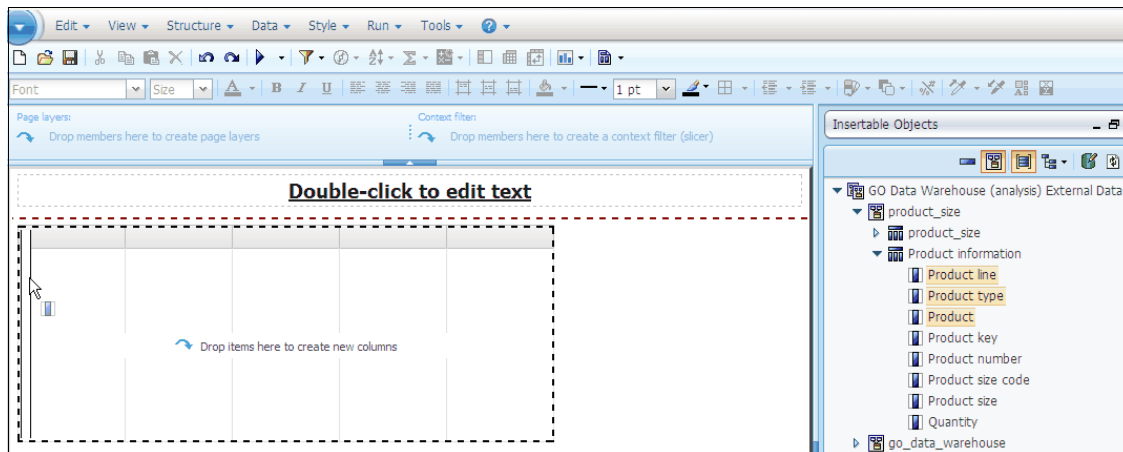 Edit View Structure Data Style Run Tools
Font Size A B I U 1 pt
Page layers: Context filter:
Drop members here to create page layers Drop members here to create a context filter (slicer)
Double-click to edit text
Drop items here to create new columns
Insertable Objects
GO Data Warehouse (analysis) External Data
product_size
product_size
Product information
Product line
Product type
Product
Product key
Product number
Product size code
Product size
Quantity
go_data_warehouse